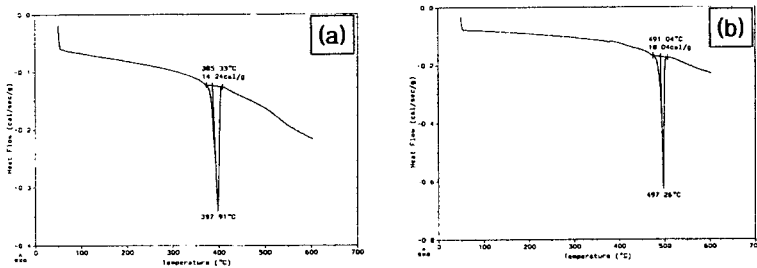 (a)
385.33°C
14.24cal/g
397.91°C
Heat Flow (cal/sec/g)
-0.1
-0.2
-0.3
-0.4
0
100
200
300
400
500
600
700
Temperature (°C)
(b)
491.04°C
18.04cal/g
497.26°C
Heat Flow (cal/sec/g)
0.0
-0.2
-0.4
-0.6
-0.8
0
100
200
300
400
500
600
700
Temperature (°C)